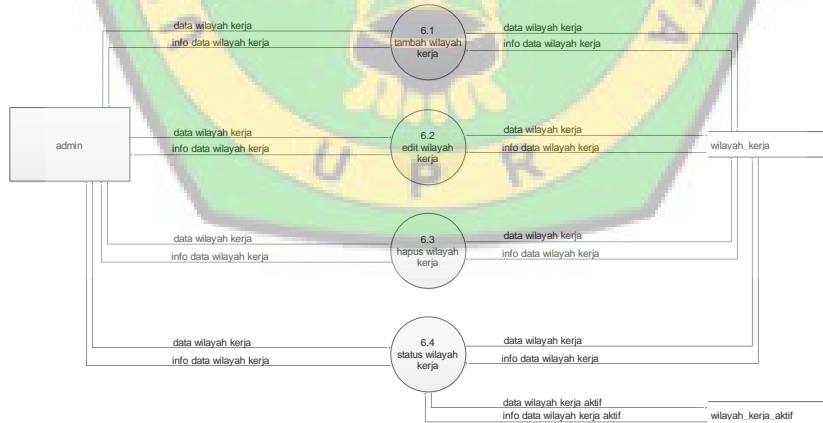 data wilayah kerja
info data wilayah kerja
6.1
tambah wilayah
kerja
data wilayah kerja
info data wilayah kerja
admin
data wilayah kerja
info data wilayah kerja
6.2
edit wilayah
kerja
data wilayah kerja
info data wilayah kerja
wilayah_kerja
U P R
A
data wilayah kerja
info data wilayah kerja
6.3
hapus wilayah
kerja
data wilayah kerja
info data wilayah kerja
data wilayah kerja
info data wilayah kerja
6.4
status wilayah
kerja
data wilayah kerja
info data wilayah kerja
data wilayah kerja aktif
info data wilayah kerja aktif
wilayah_kerja_aktif